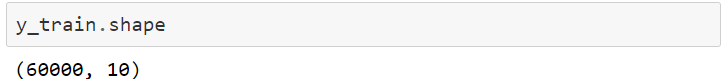 y_train.shape
(60000, 10)